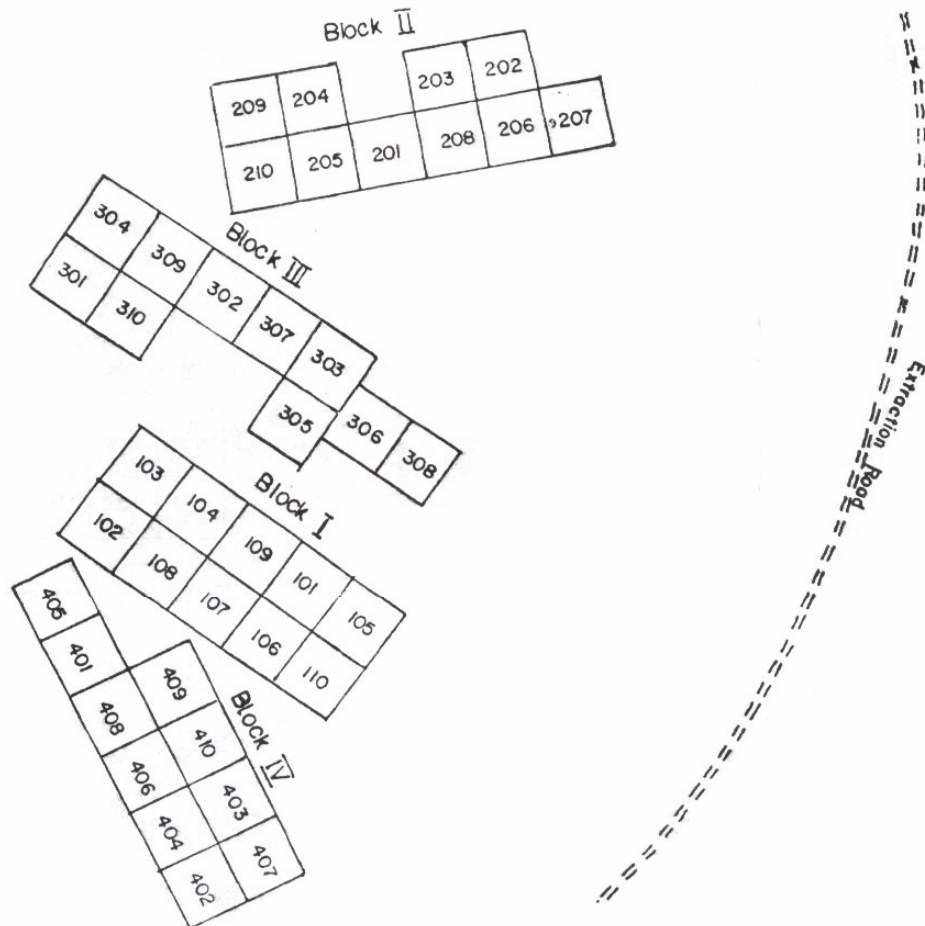 Block II
209 204 203 202
210 205 201 208 206 207
Block III
304 309 302 307 303
301 310 305 306 308
Block I
103 104 109 101 105
102 108 107 106 110
Block IV
405 401 408 406 404 402
409 410 403 407
Extraction Road